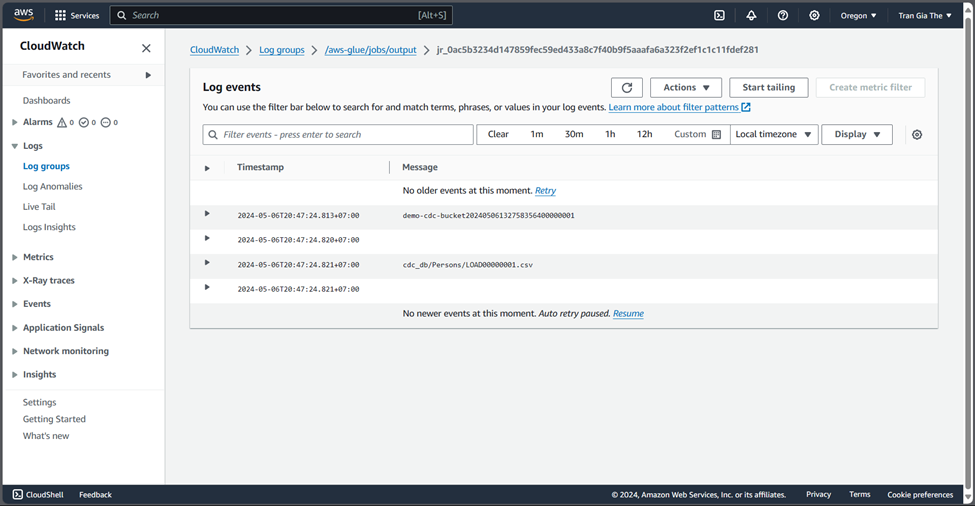 aws Services Search [Alt+S] Oregon Tran Gia The
CloudWatch
Favorites and recents
Dashboards
Alarms 0 0 0
Logs
Log groups
Log Anomalies
Live Tail
Logs Insights
Metrics
X-Ray traces
Events
Application Signals
Network monitoring
Insights
Settings
Getting Started
What's new
CloudWatch Log groups /aws-glue/jobs/output jr_0ac5b3234d147859fec59ed433a8c7f40b9f5aaafa6a323f2ef1c1c11fdef281
Log events
Actions Start tailing Create metric filter
You can use the filter bar below to search for and match terms, phrases, or values in your log events. Learn more about filter patterns
Filter events - press enter to search Clear 1m 30m 1h 12h Custom Local timezone Display
Timestamp Message
No older events at this moment. Retry
2024-05-06T20:47:24.813+07:00 demo-cdc-bucket20240506132758356400000001
2024-05-06T20:47:24.820+07:00
2024-05-06T20:47:24.821+07:00 cdc_db/Persons/LOAD00000001.csv
2024-05-06T20:47:24.821+07:00
No newer events at this moment. Auto retry paused. Resume
CloudShell Feedback © 2024, Amazon Web Services, Inc. or its affiliates. Privacy Terms Cookie preferences